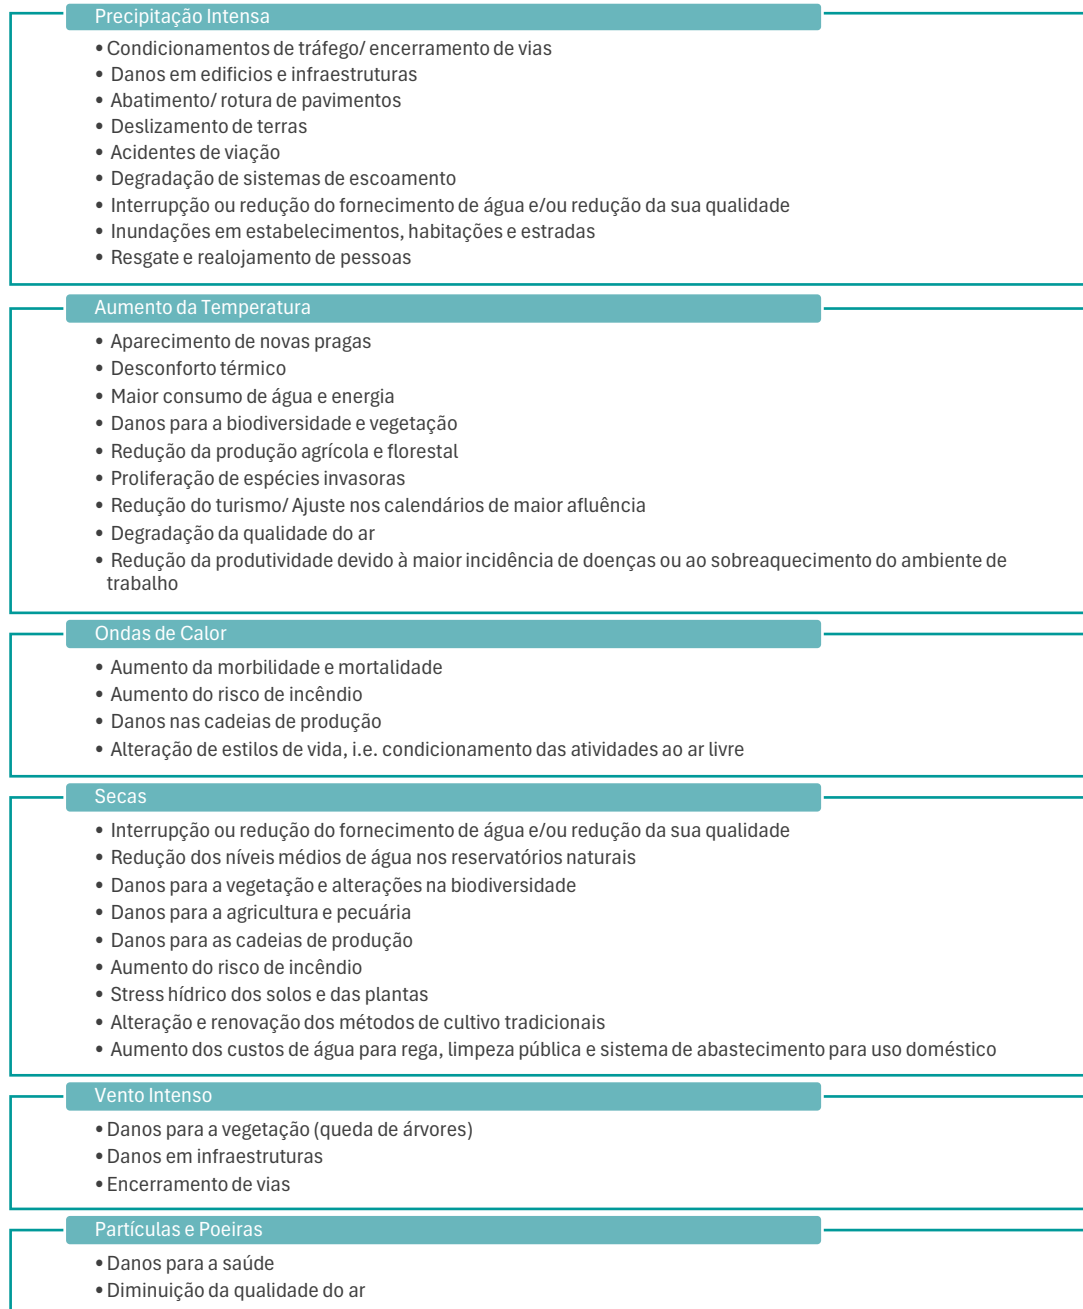 Precipitação Intensa
• Condicionamentos de tráfego/ encerramento de vias
• Danos em edificios e infraestruturas
• Abatimento/ rotura de pavimentos
• Deslizamento de terras
• Acidentes de viação
• Degradação de sistemas de escoamento
• Interrupção ou redução do fornecimento de água e/ou redução da sua qualidade
• Inundações em estabelecimentos, habitações e estradas
• Resgate e realojamento de pessoas
Aumento da Temperatura
• Aparecimento de novas pragas
• Desconforto térmico
• Maior consumo de água e energia
• Danos para a biodiversidade e vegetação
• Redução da produção agrícola e florestal
• Proliferação de espécies invasoras
• Redução do turismo/ Ajuste nos calendários de maior afluência
• Degradação da qualidade do ar
• Redução da produtividade devido à maior incidência de doenças ou ao sobreaquecimento do ambiente de
trabalho
Ondas de Calor
• Aumento da morbilidade e mortalidade
• Aumento do risco de incêndio
• Danos nas cadeias de produção
• Alteração de estilos de vida, i.e. condicionamento das atividades ao ar livre
Secas
• Interrupção ou redução do fornecimento de água e/ou redução da sua qualidade
• Redução dos níveis médios de água nos reservatórios naturais
• Danos para a vegetação e alterações na biodiversidade
• Danos para a agricultura e pecuária
• Danos para as cadeias de produção
• Aumento do risco de incêndio
• Stress hídrico dos solos e das plantas
• Alteração e renovação dos métodos de cultivo tradicionais
• Aumento dos custos de água para rega, limpeza pública e sistema de abastecimento para uso doméstico
Vento Intenso
• Danos para a vegetação (queda de árvores)
• Danos em infraestruturas
• Encerramento de vias
Partículas e Poeiras
• Danos para a saúde
• Diminuição da qualidade do ar